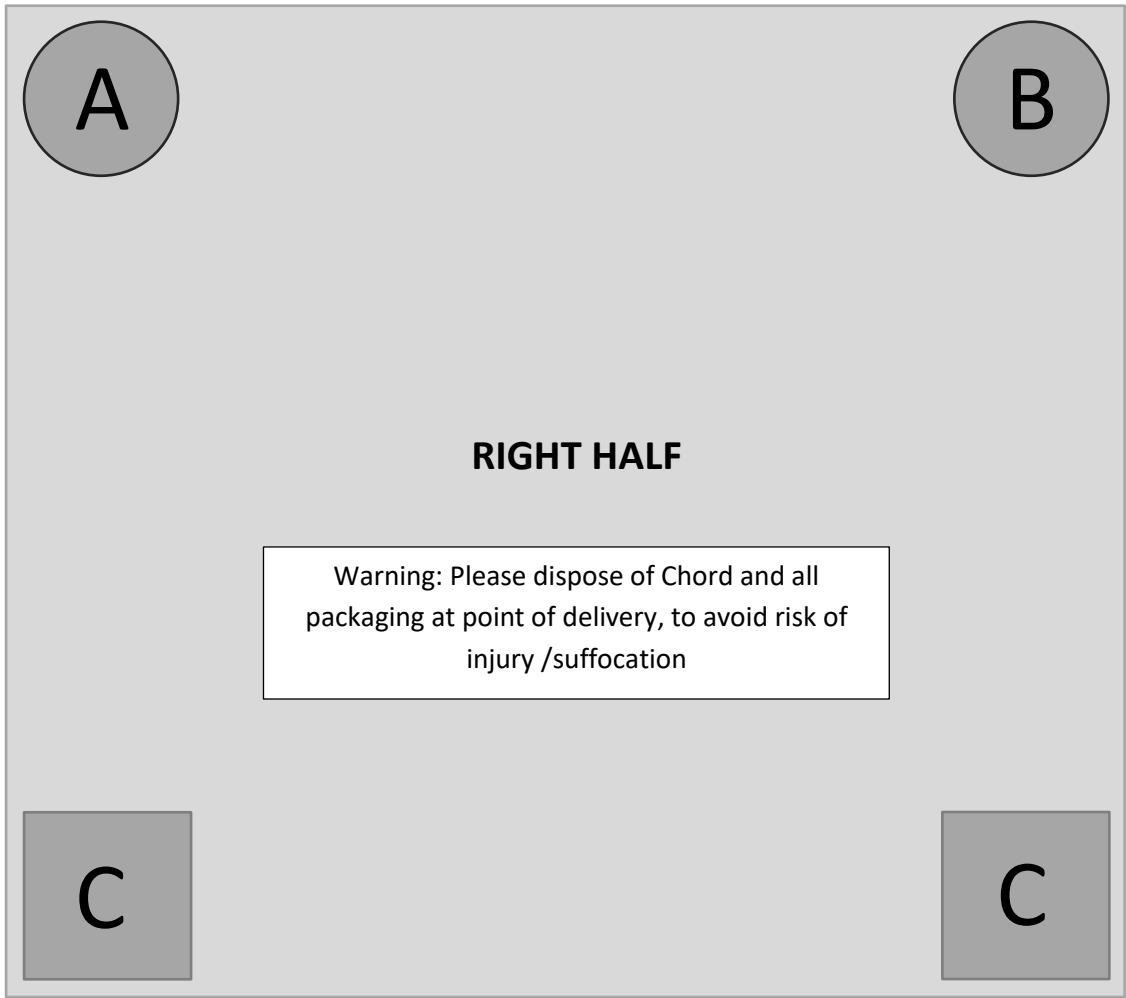 A B
RIGHT HALF
Warning: Please dispose of Chord and all
packaging at point of delivery, to avoid risk of
injury /suffocation
C C